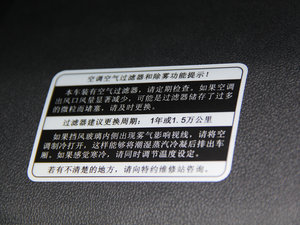 空调空气过滤器和除雾功能提示！
本车装有空气过滤器，请定期检查。如果空调
出风口风量显著减少，可能是过滤器储存了过多
的微粒而堵塞，请及时更换。
过滤器建议更换周期： 1年或1.5万公里
如果挡风玻璃内侧出现雾气影响视线，请将空
调制冷打开，这样能够将潮湿蒸汽冷凝后排出车
厢。如果感觉寒冷，请同时调节温度设定。
若有不清楚的地方，请向特约维修站咨询。